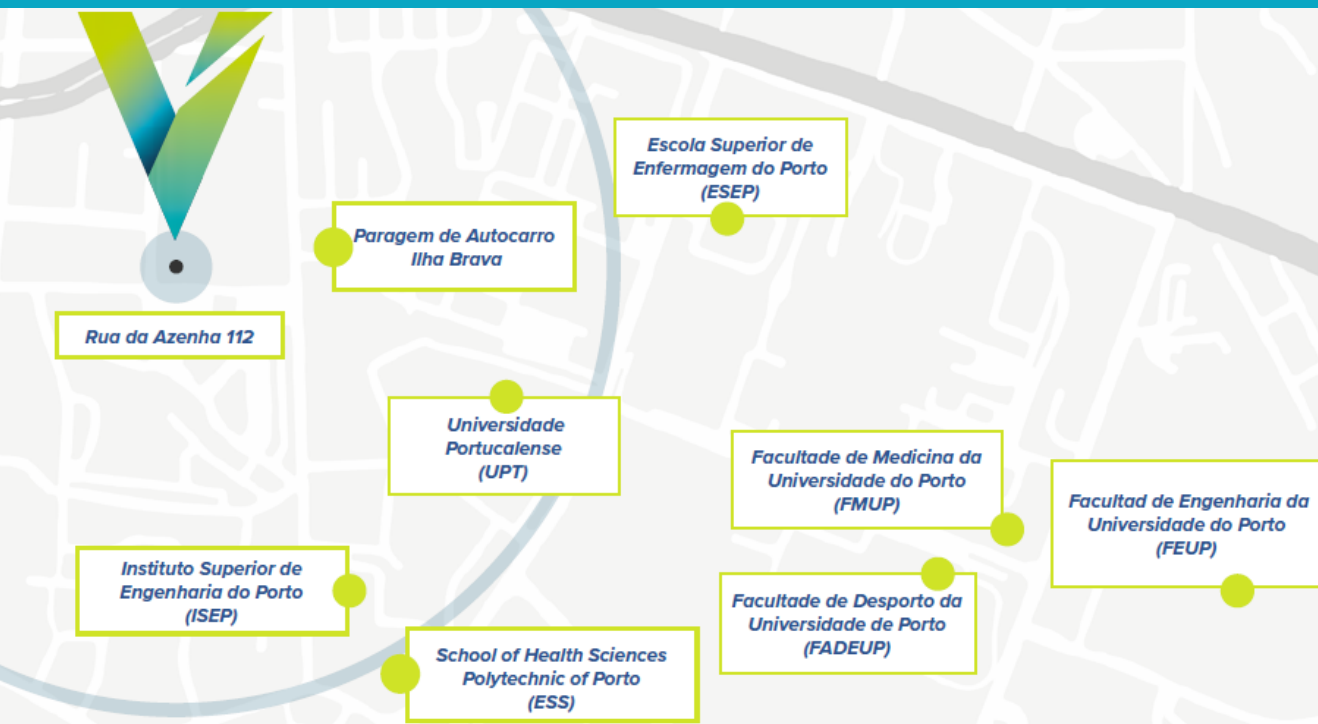 Escola Superior de
Enfermagem do Porto
(ESEP)
Paragem de Autocarro
Ilha Brava
Rua da Azenha 112
Universidade
Portucalense
(UPT)
Facultade de Medicina da
Universidade do Porto
(FMUP)
Facultad de Engenharia da
Universidade do Porto
(FEUP)
Instituto Superior de
Engenharia do Porto
(ISEP)
Facultade de Desporto da
Universidade de Porto
(FADEUP)
School of Health Sciences
Polytechnic of Porto
(ESS)